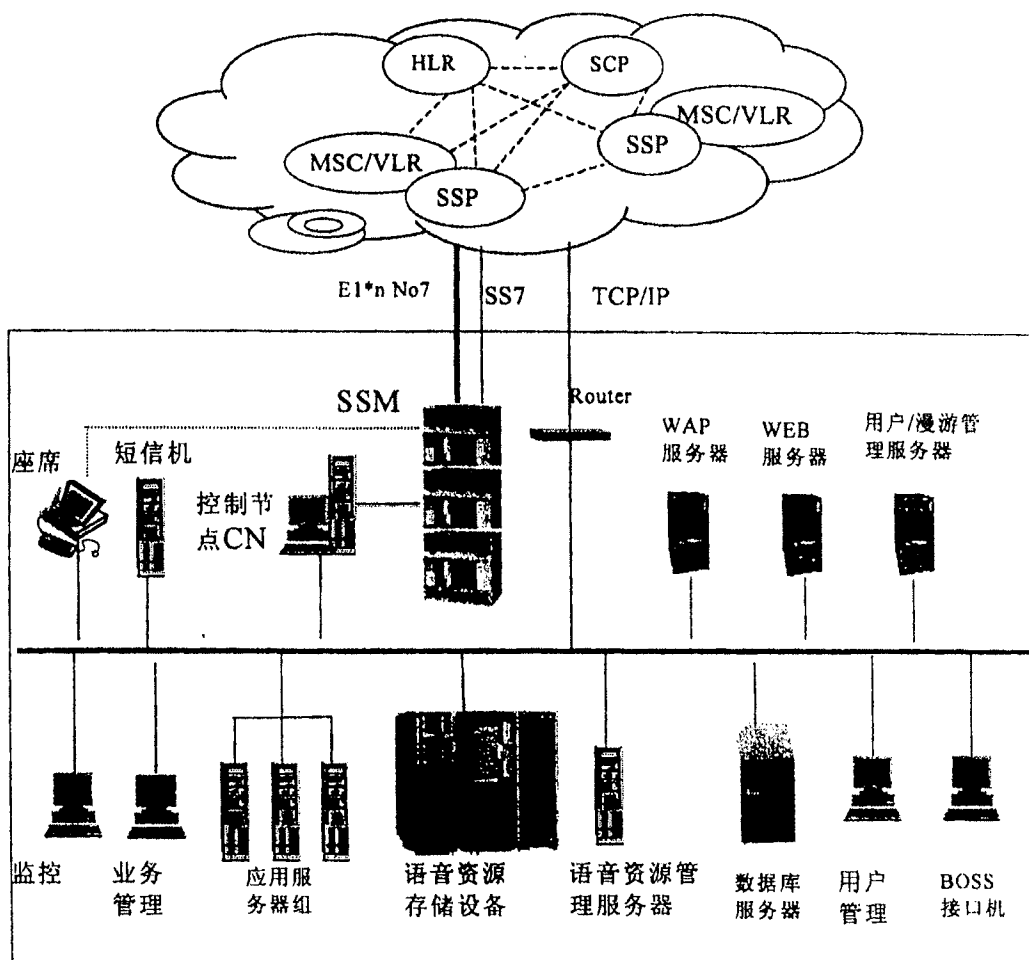 HLR
SCP
MSC/VLR
SSP
MSC/VLR
SSP
E1*n No7
SS7
TCP/IP
SSM
Router
座席
短信机
控制节
点CN
WAP
服务器
WEB
服务器
用户/漫游管
理服务器
监控
业务
管理
应用服
务器组
语音资源
存储设备
语音资源管
理服务器
数据库
服务器
用户
管理
BOSS
接口机